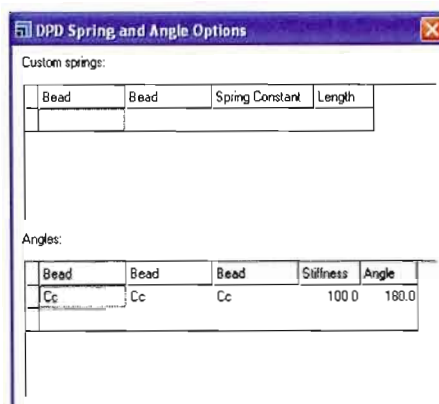 DPD Spring and Angle Options
Custom springs:
Bead Bead Spring Constant Length
Angles:
Bead Bead Bead Stiffness Angle
Cc Cc Cc 100.0 180.0